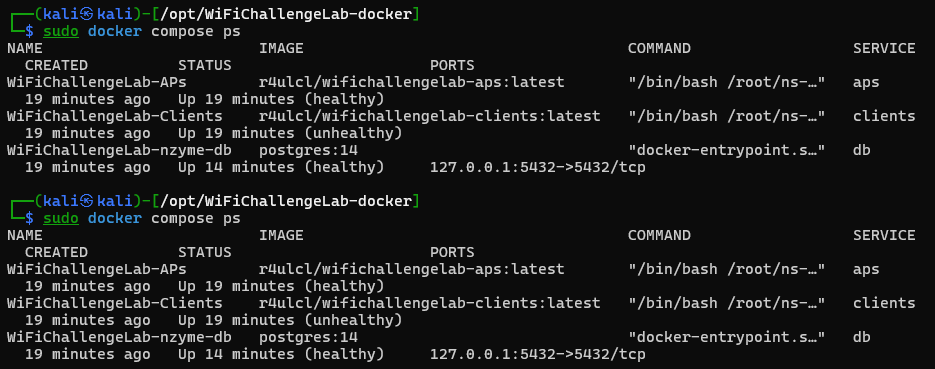 ┌──(kali㉿kali)-[/opt/WiFiChallengeLab-docker]
└─$ sudo docker compose ps
NAME                        IMAGE                                    COMMAND                  SERVICE
  CREATED          STATUS                      PORTS
WiFiChallengeLab-APs        r4ulcl/wifichallengelab-aps:latest       "/bin/bash /root/ns-…"   aps
  19 minutes ago   Up 19 minutes (healthy)
WiFiChallengeLab-Clients    r4ulcl/wifichallengelab-clients:latest   "/bin/bash /root/ns-…"   clients
  19 minutes ago   Up 19 minutes (unhealthy)
WiFiChallengeLab-nzyme-db   postgres:14                              "docker-entrypoint.s…"   db
  19 minutes ago   Up 14 minutes (healthy)     127.0.0.1:5432->5432/tcp
┌──(kali㉿kali)-[/opt/WiFiChallengeLab-docker]
└─$ sudo docker compose ps
NAME                        IMAGE                                    COMMAND                  SERVICE
  CREATED          STATUS                      PORTS
WiFiChallengeLab-APs        r4ulcl/wifichallengelab-aps:latest       "/bin/bash /root/ns-…"   aps
  19 minutes ago   Up 19 minutes (healthy)
WiFiChallengeLab-Clients    r4ulcl/wifichallengelab-clients:latest   "/bin/bash /root/ns-…"   clients
  19 minutes ago   Up 19 minutes (unhealthy)
WiFiChallengeLab-nzyme-db   postgres:14                              "docker-entrypoint.s…"   db
  19 minutes ago   Up 14 minutes (healthy)     127.0.0.1:5432->5432/tcp